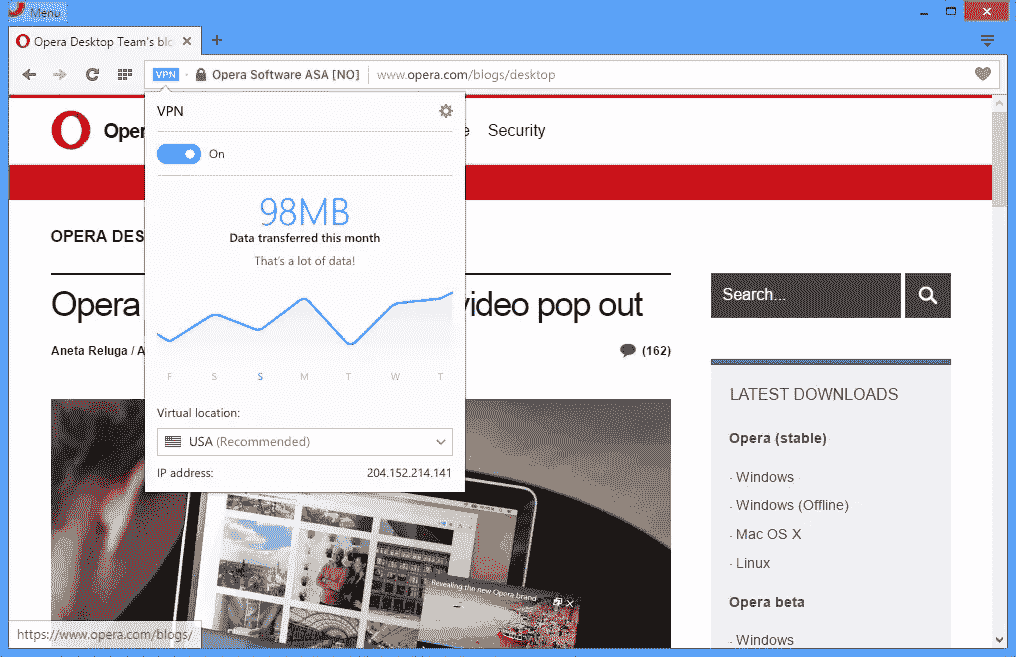 Menu
Opera Desktop Team's blo
VPN
Opera Software ASA [NO]
www.opera.com/blogs/desktop
VPN
On
98MB
Data transferred this month
That's a lot of data!
F S S M T W T
Virtual location:
USA (Recommended)
IP address: 204.152.214.141
Security
OPERA DES
Opera video pop out
Aneta Reluga / A
(162)
Revealing the new Opera brand
Search...
LATEST DOWNLOADS
Opera (stable)
· Windows
· Windows (Offline)
· Mac OS X
· Linux
Opera beta
· Windows
https://www.opera.com/blogs/